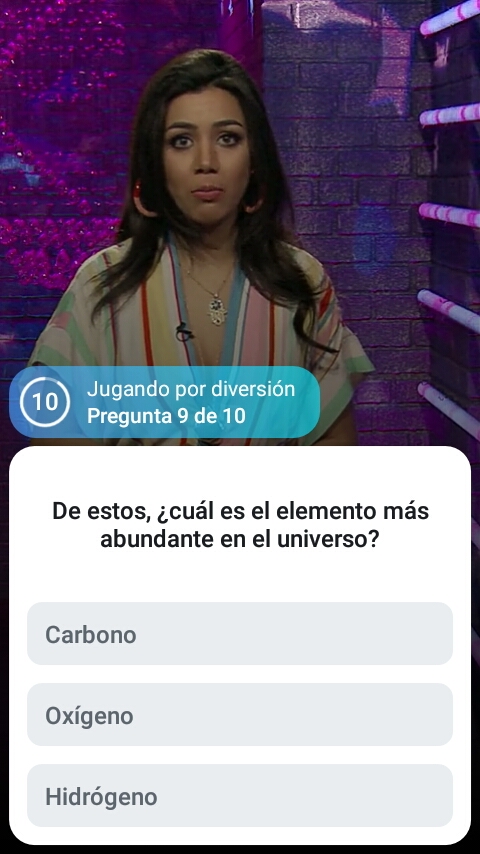 10
Jugando por diversión
Pregunta 9 de 10
De estos, ¿cuál es el elemento más
abundante en el universo?
Carbono
Oxígeno
Hidrógeno